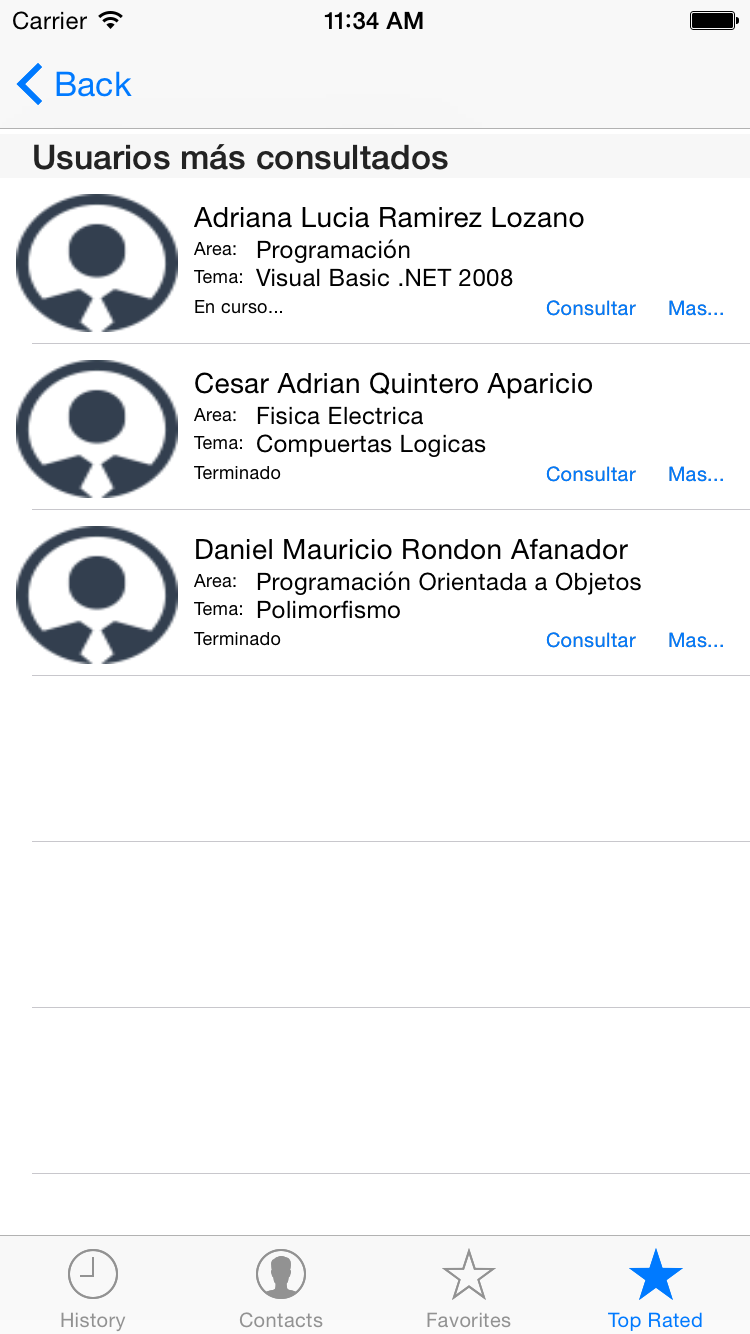 Carrier 11:34 AM
Back
Usuarios más consultados
Adriana Lucia Ramirez Lozano
Area: Programación
Tema: Visual Basic .NET 2008
En curso... Consultar Mas...
Cesar Adrian Quintero Aparicio
Area: Fisica Electrica
Tema: Compuertas Logicas
Terminado Consultar Mas...
Daniel Mauricio Rondon Afanador
Area: Programación Orientada a Objetos
Tema: Polimorfismo
Terminado Consultar Mas...
History Contacts Favorites Top Rated